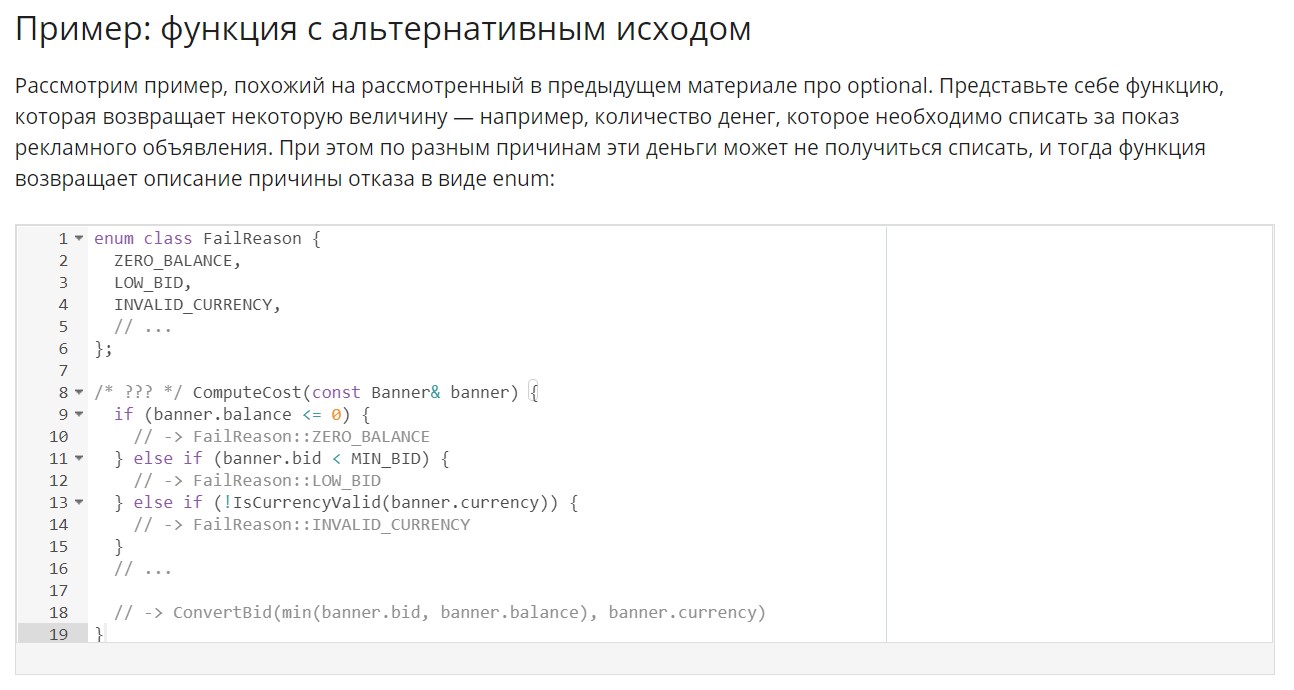 Пример: функция с альтернативным исходом
Рассмотрим пример, похожий на рассмотренный в предыдущем материале про optional. Представьте себе функцию,
которая возвращает некоторую величину — например, количество денег, которое необходимо списать за показ
рекламного объявления. При этом по разным причинам эти деньги может не получиться списать, и тогда функция
возвращает описание причины отказа в виде enum:
1 enum class FailReason {
2   ZERO_BALANCE,
3   LOW_BID,
4   INVALID_CURRENCY,
5   // ...
6 };
7
8 /* ??? */ ComputeCost(const Banner& banner) {
9   if (banner.balance <= 0) {
10     // -> FailReason::ZERO_BALANCE
11   } else if (banner.bid < MIN_BID) {
12     // -> FailReason::LOW_BID
13   } else if (!IsCurrencyValid(banner.currency)) {
14     // -> FailReason::INVALID_CURRENCY
15   }
16   // ...
17
18   // -> ConvertBid(min(banner.bid, banner.balance), banner.currency)
19 }